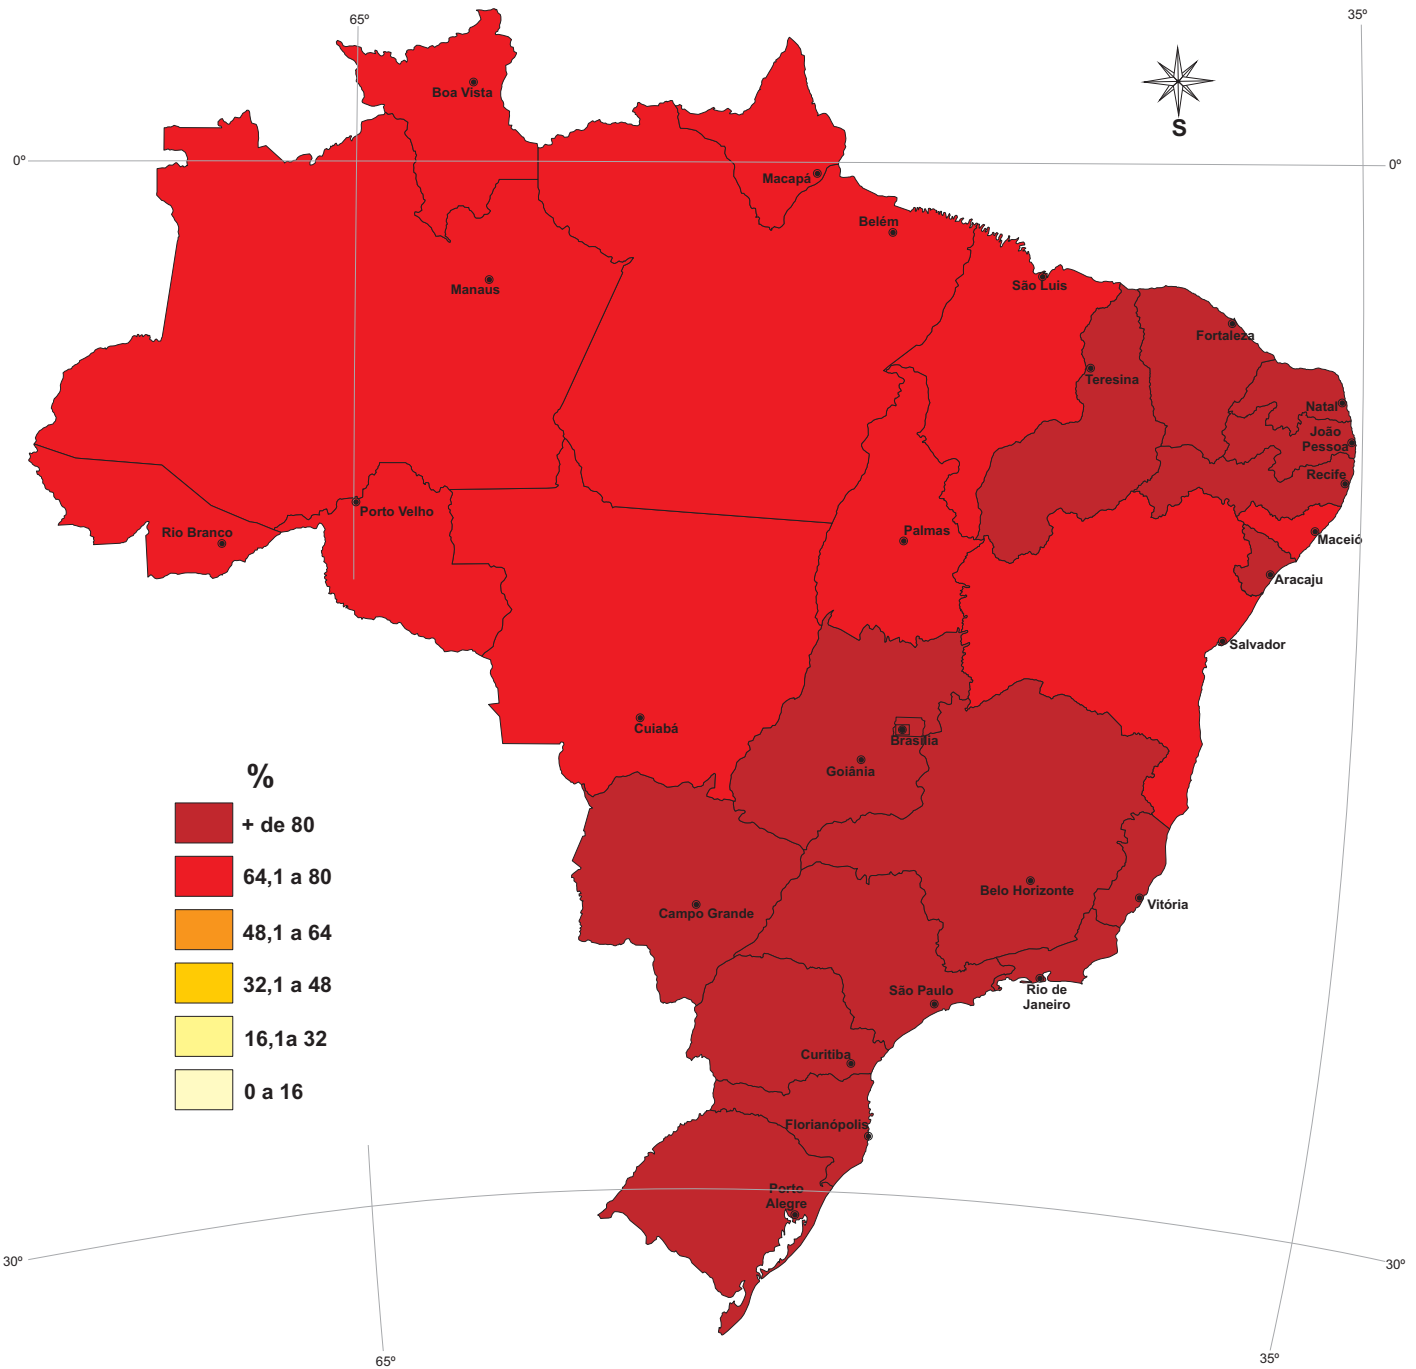 65º
35º
Boa Vista
S
0º
0º
Macapá
Belém
São Luis
Manaus
Fortaleza
Teresina
Natal
João
Pessoa
Recife
Porto Velho
Rio Branco
Palmas
Maceió
Aracaju
Salvador
Cuiabá
Brasília
Goiânia
%
+ de 80
64,1 a 80
48,1 a 64
32,1 a 48
16,1a 32
0 a 16
Belo Horizonte
Vitória
Campo Grande
São Paulo
Rio de
Janeiro
Curitiba
Florianópolis
Porto
Alegre
30º
30º
65º
35º